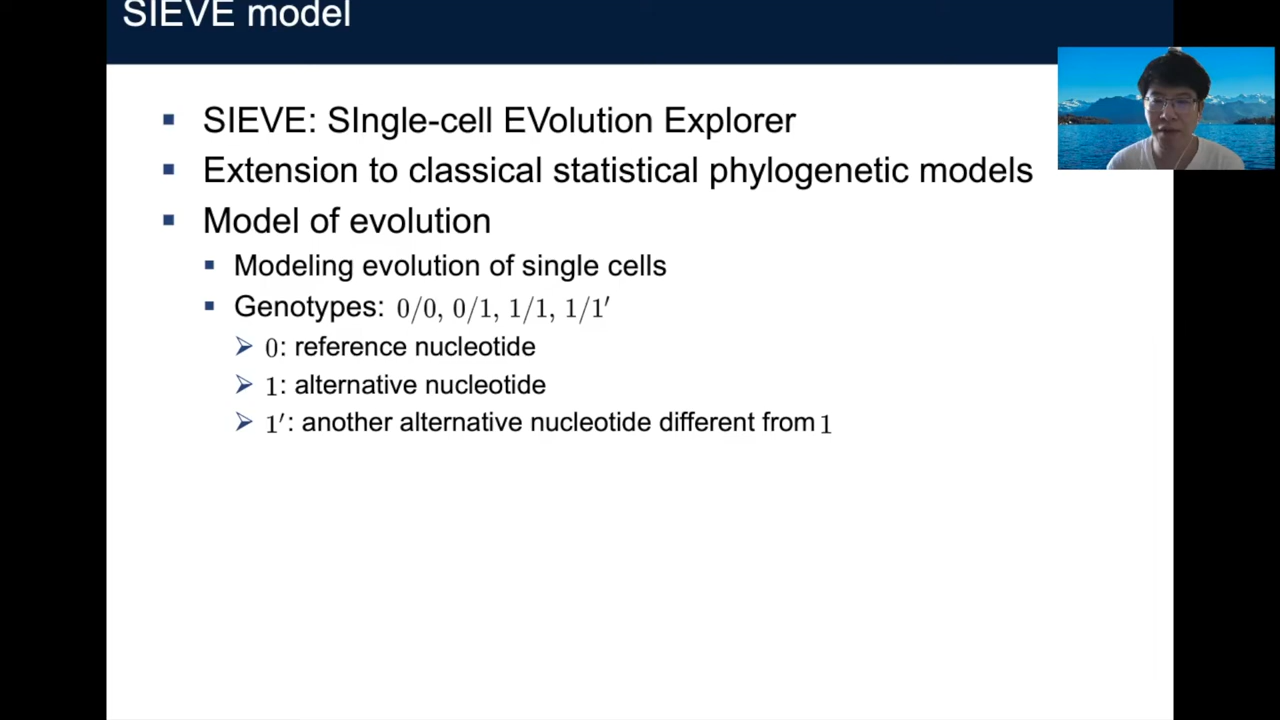 SIEVE model
SIEVE: SIngle-cell EVolution Explorer
Extension to classical statistical phylogenetic models
Model of evolution
Modeling evolution of single cells
Genotypes: 0/0, 0/1, 1/1, 1/1′
0: reference nucleotide
1: alternative nucleotide
1′: another alternative nucleotide different from 1